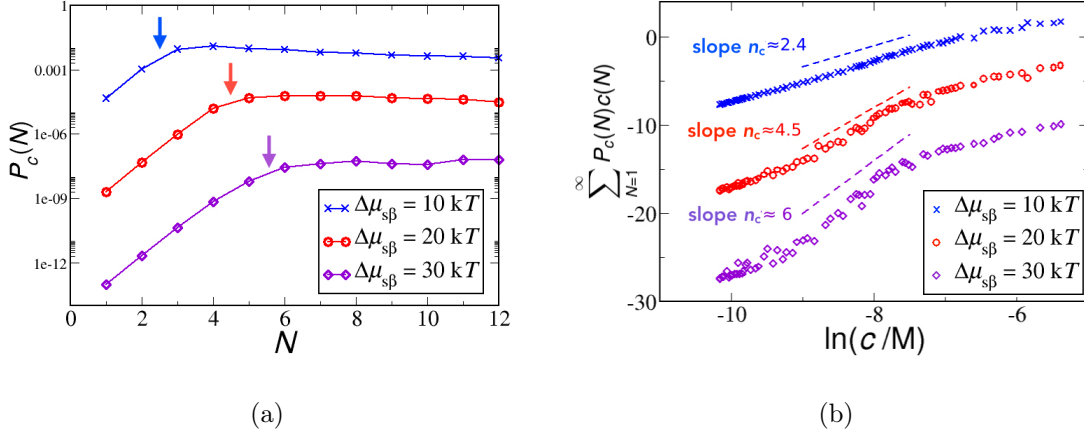 (a)
1
0.001
1e-06
1e-09
1e-12
P_c(N)
0 2 4 6 8 10 12
N
Δμ_sβ = 10 kT
Δμ_sβ = 20 kT
Δμ_sβ = 30 kT
(b)
0
-10
-20
-30
∞
∑ P_c(N)c(N)
N=1
-10 -8 -6
ln(c /M)
slope n_c≈2.4
slope n_c≈4.5
slope n_c≈ 6
Δμ_sβ = 10 kT
Δμ_sβ = 20 kT
Δμ_sβ = 30 kT
(a)
(b)